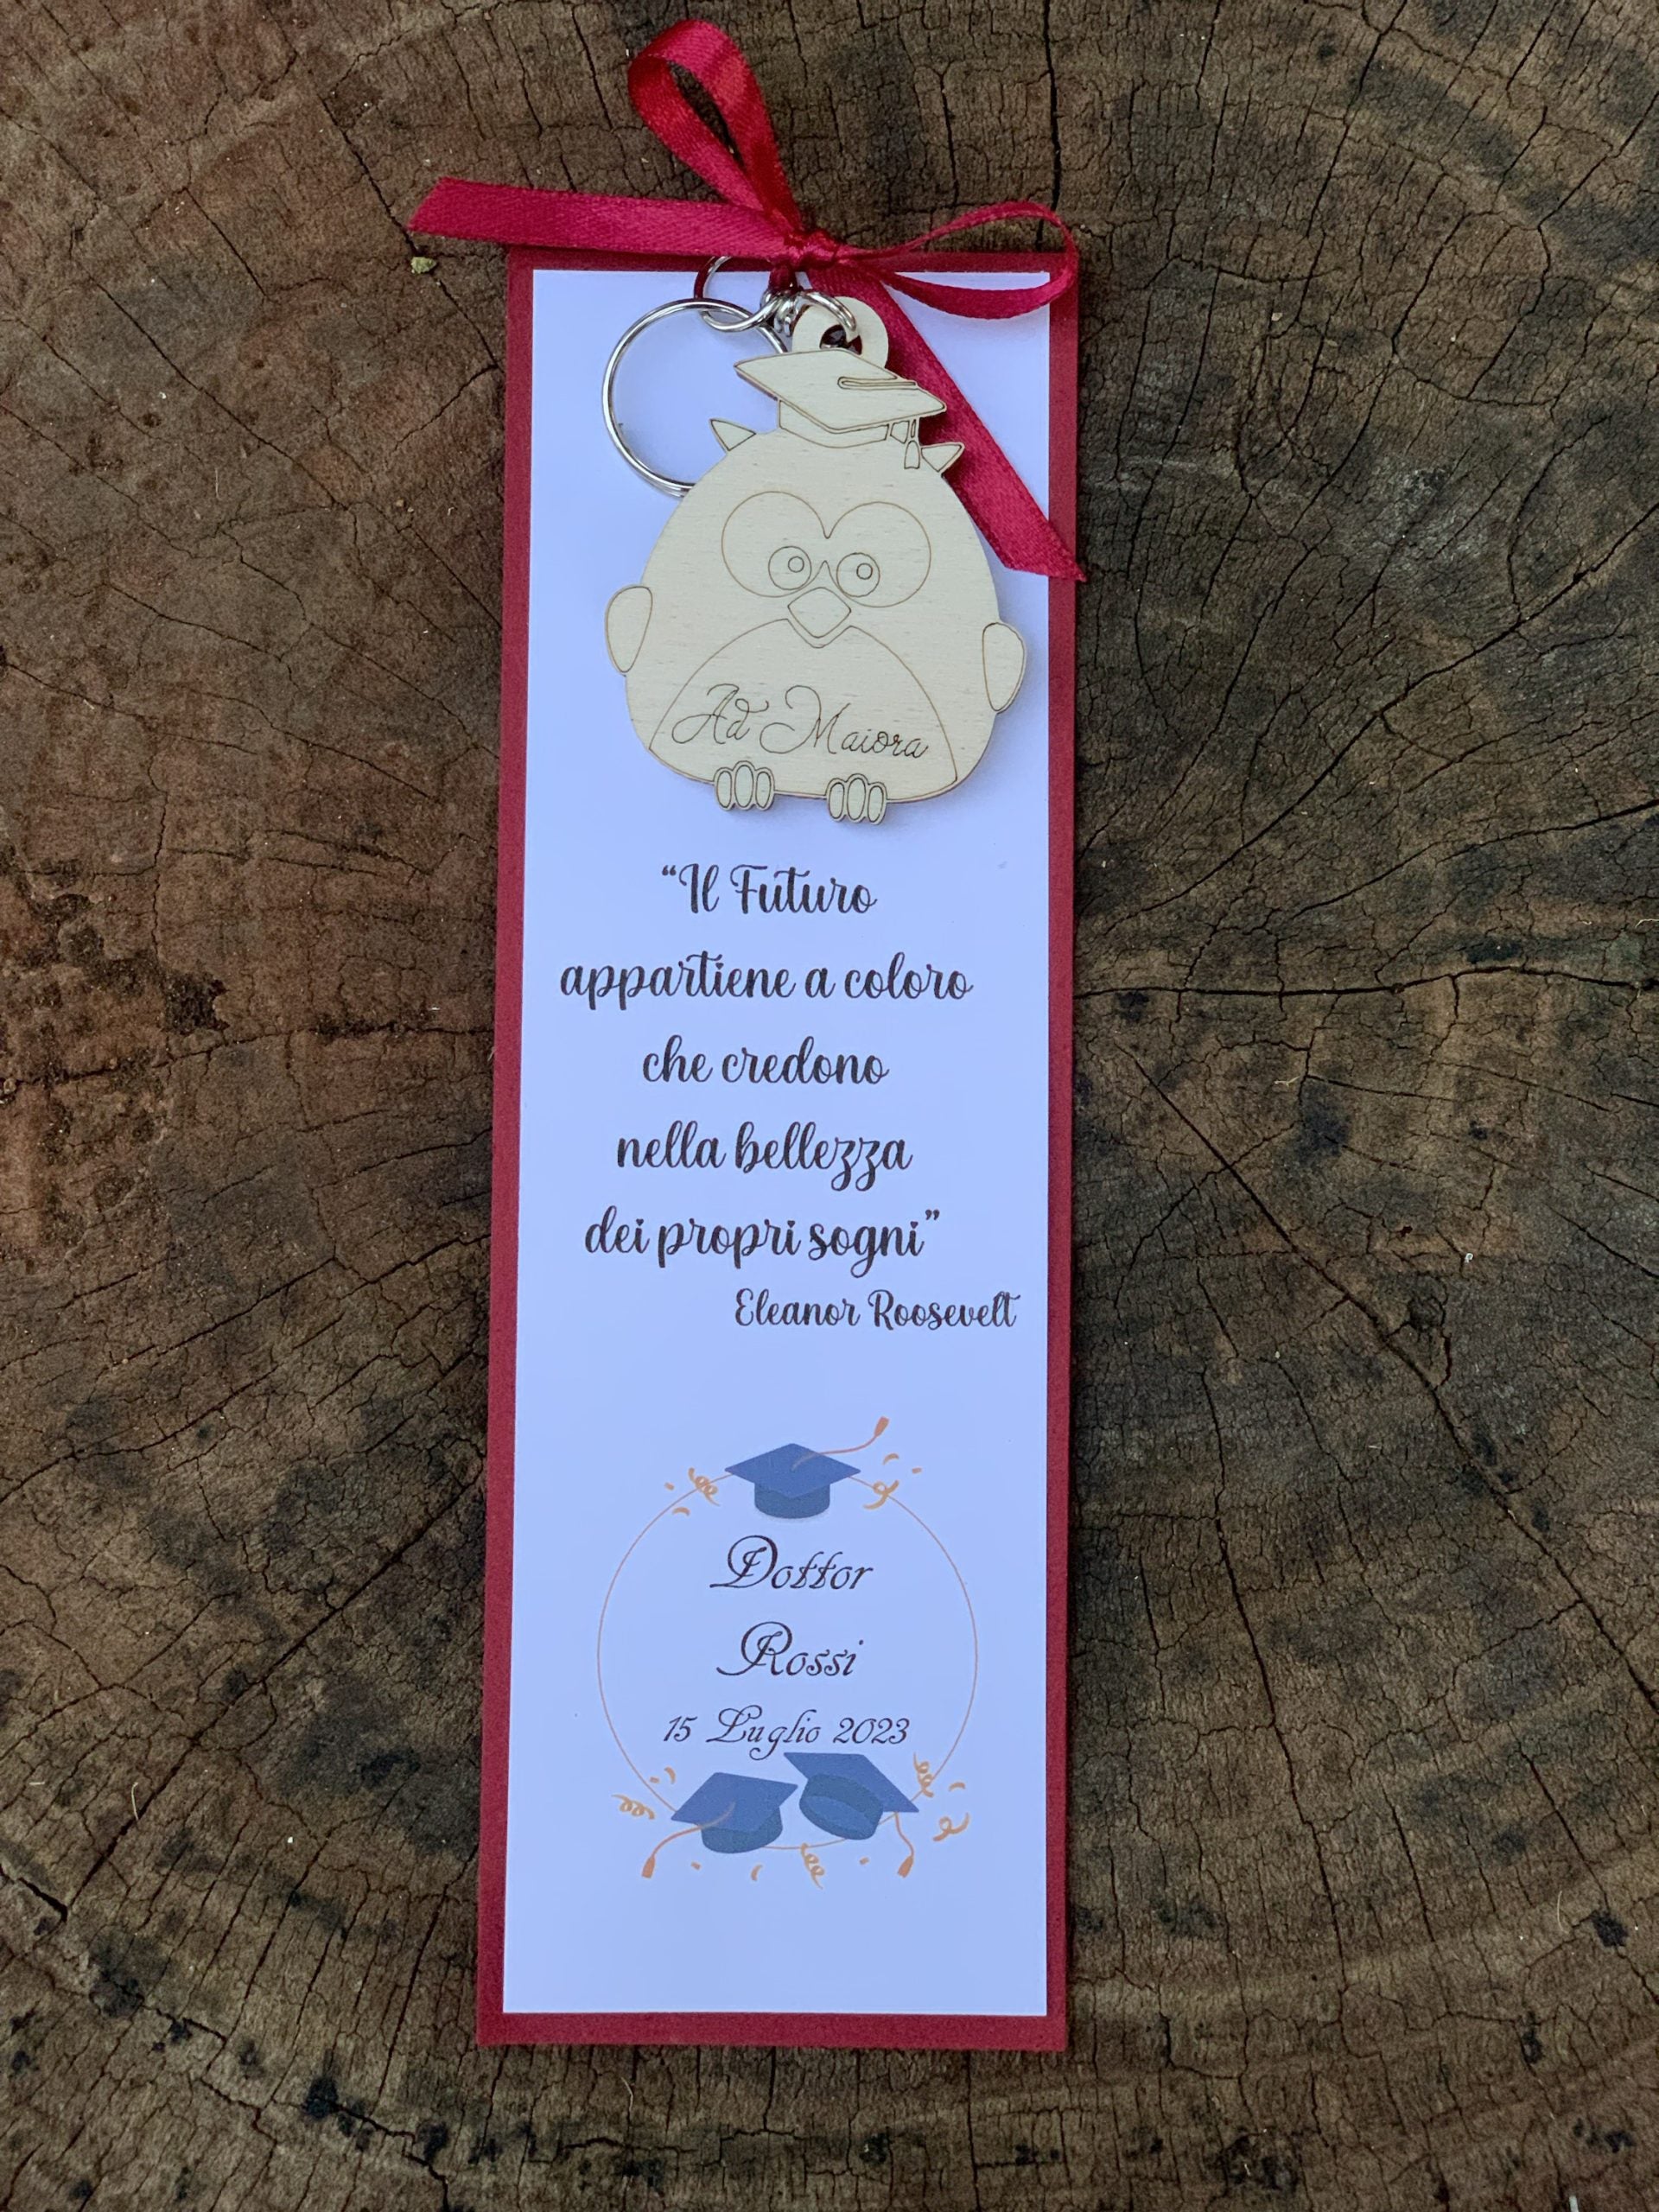 Ad Maiora
“Il Futuro
appartiene a coloro
che credono
nella bellezza
dei propri sogni”
Eleanor Roosevelt
Dottor
Rossi
15 Luglio 2023